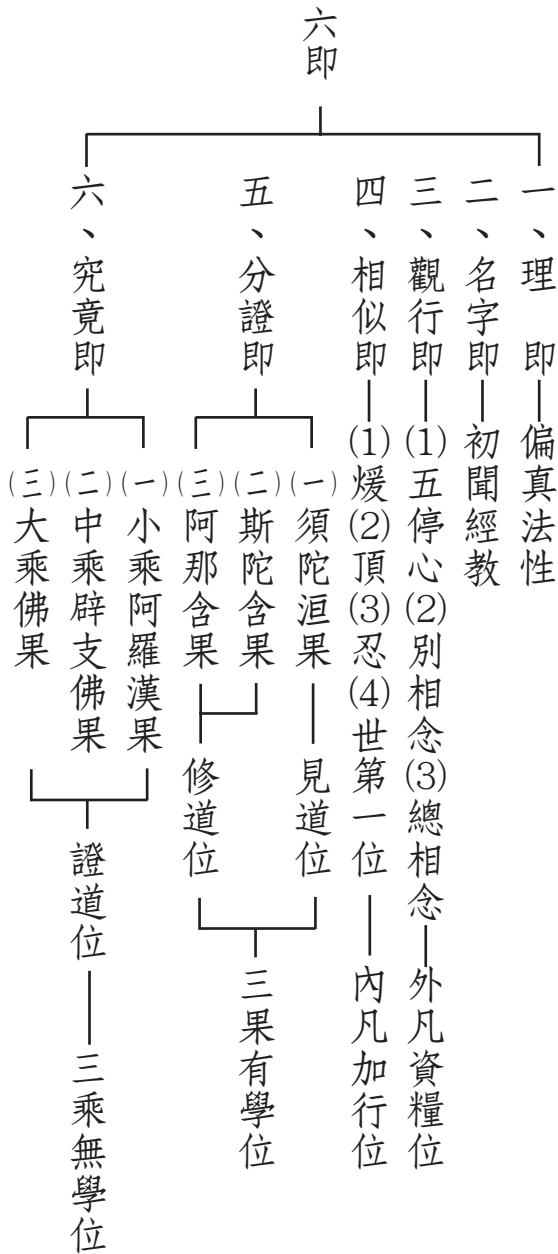 六即
一、理　即
偏真法性
二、名字即
初聞經教
三、觀行即
(1)五停心(2)別相念(3)總相念
外凡資糧位
四、相似即
(1)煖(2)頂(3)忍(4)世第一位
內凡加行位
五、分證即
(一)須陀洹果
見道位
(二)斯陀含果
(三)阿那含果
修道位
三果有學位
六、究竟即
(一)小乘阿羅漢果
(二)中乘辟支佛果
(三)大乘佛果
證道位
三乘無學位